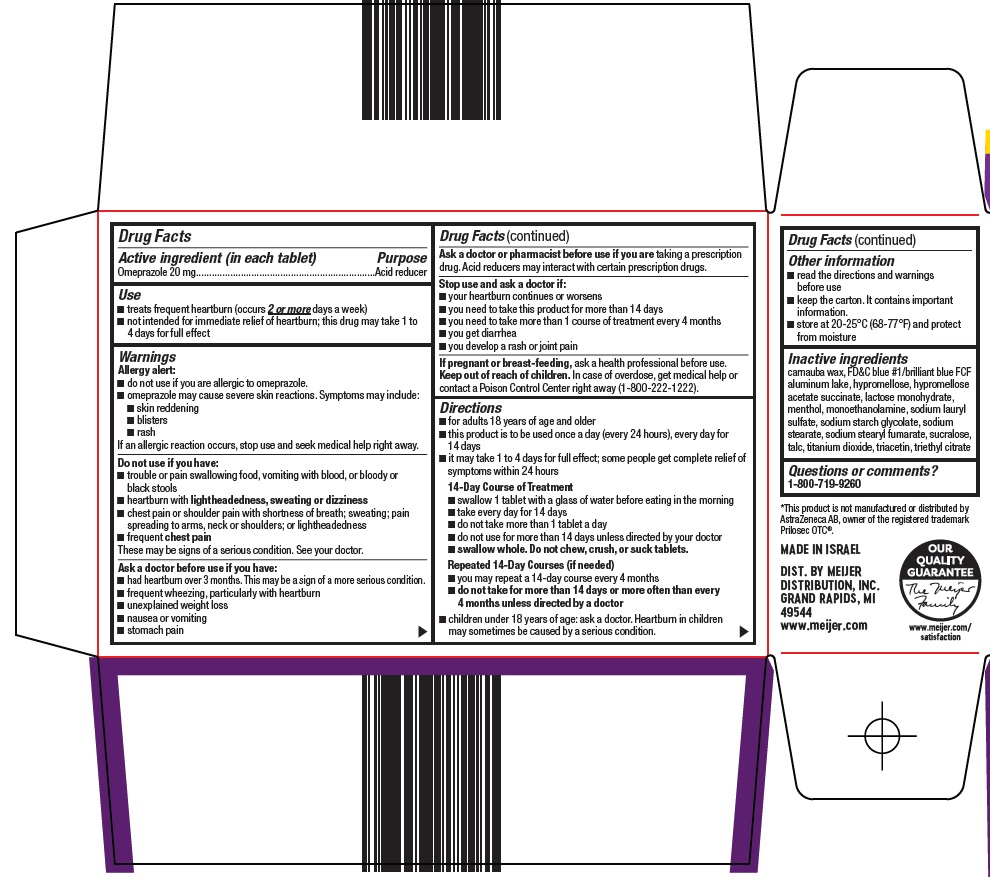 Drug Facts
Active ingredient (in each tablet) Purpose
Omeprazole 20 mg....................................................................Acid reducer
Use
■ treats frequent heartburn (occurs 2 or more days a week)
■ not intended for immediate relief of heartburn; this drug may take 1 to
4 days for full effect
Warnings
Allergy alert:
■ do not use if you are allergic to omeprazole.
■ omeprazole may cause severe skin reactions. Symptoms may include:
■ skin reddening
■ blisters
■ rash
If an allergic reaction occurs, stop use and seek medical help right away.
Do not use if you have:
■ trouble or pain swallowing food, vomiting with blood, or bloody or
black stools
■ heartburn with lightheadedness, sweating or dizziness
■ chest pain or shoulder pain with shortness of breath; sweating; pain
spreading to arms, neck or shoulders; or lightheadedness
■ frequent chest pain
These may be signs of a serious condition. See your doctor.
Ask a doctor before use if you have:
■ had heartburn over 3 months. This may be a sign of a more serious condition.
■ frequent wheezing, particularly with heartburn
■ unexplained weight loss
■ nausea or vomiting
■ stomach pain
Drug Facts (continued)
Ask a doctor or pharmacist before use if you are taking a prescription
drug. Acid reducers may interact with certain prescription drugs.
Stop use and ask a doctor if:
■ your heartburn continues or worsens
■ you need to take this product for more than 14 days
■ you need to take more than 1 course of treatment every 4 months
■ you get diarrhea
■ you develop a rash or joint pain
If pregnant or breast-feeding, ask a health professional before use.
Keep out of reach of children. In case of overdose, get medical help or
contact a Poison Control Center right away (1-800-222-1222).
Directions
■ for adults 18 years of age and older
■ this product is to be used once a day (every 24 hours), every day for
14 days
■ it may take 1 to 4 days for full effect; some people get complete relief of
symptoms within 24 hours
14-Day Course of Treatment
■ swallow 1 tablet with a glass of water before eating in the morning
■ take every day for 14 days
■ do not take more than 1 tablet a day
■ do not use for more than 14 days unless directed by your doctor
■ swallow whole. Do not chew, crush, or suck tablets.
Repeated 14-Day Courses (if needed)
■ you may repeat a 14-day course every 4 months
■ do not take for more than 14 days or more often than every
4 months unless directed by a doctor
■ children under 18 years of age: ask a doctor. Heartburn in children
may sometimes be caused by a serious condition.
Drug Facts (continued)
Other information
■ read the directions and warnings
before use
■ keep the carton. It contains important
information.
■ store at 20-25°C (68-77°F) and protect
from moisture
Inactive ingredients
carnauba wax, FD&C blue #1/brilliant blue FCF
aluminum lake, hypromellose, hypromellose
acetate succinate, lactose monohydrate,
menthol, monoethanolamine, sodium lauryl
sulfate, sodium starch glycolate, sodium
stearate, sodium stearyl fumarate, sucralose,
talc, titanium dioxide, triacetin, triethyl citrate
Questions or comments?
1-800-719-9260
*This product is not manufactured or distributed by
AstraZeneca AB, owner of the registered trademark
Prilosec OTC®.
MADE IN ISRAEL
DIST. BY MEIJER
DISTRIBUTION, INC.
GRAND RAPIDS, MI
49544
www.meijer.com
OUR
QUALITY
GUARANTEE
The Meijer
Family
www.meijer.com/
satisfaction